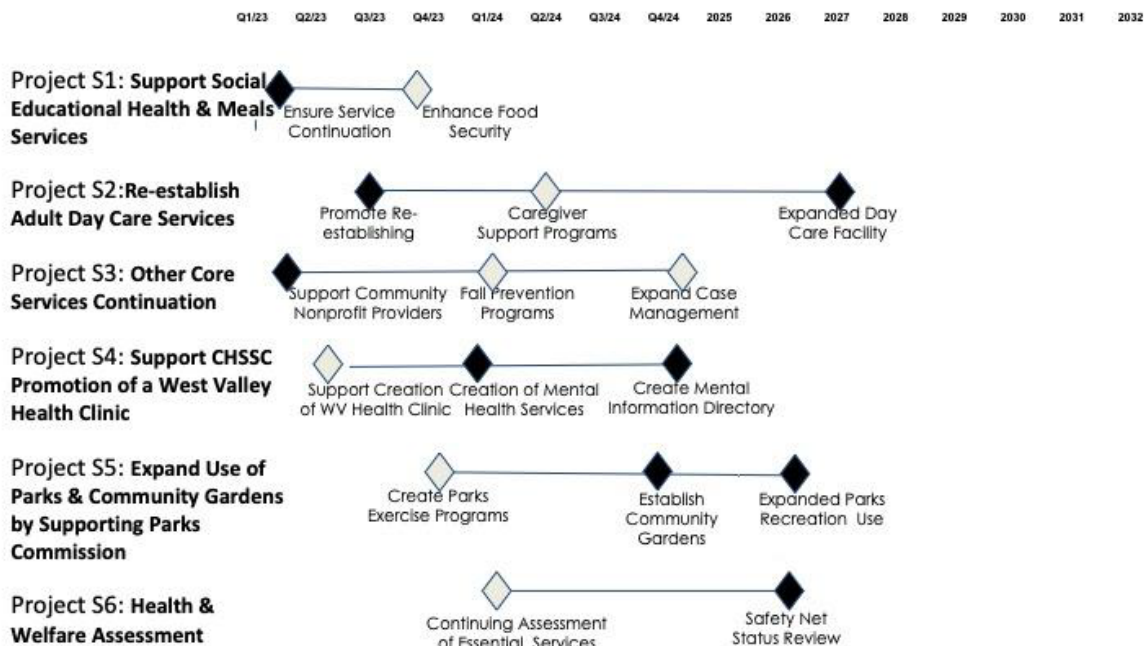 Q1/23 Q2/23 Q3/23 Q4/23 Q1/24 Q2/24 Q3/24 Q4/24 2025 2026 2027 2028 2029 2030 2031 2032
Project S1: Support Social
Educational Health & Meals
Services
Ensure Service
Continuation
Enhance Food
Security
Project S2:Re-establish
Adult Day Care Services
Promote Re-
establishing
Caregiver
Support Programs
Expanded Day
Care Facility
Project S3: Other Core
Services Continuation
Support Community
Nonprofit Providers
Fall Prevention
Programs
Expand Case
Management
Project S4: Support CHSSC
Promotion of a West Valley
Health Clinic
Support Creation
of WV Health Clinic
Creation of Mental
Health Services
Create Mental
Information Directory
Project S5: Expand Use of
Parks & Community Gardens
by Supporting Parks
Commission
Create Parks
Exercise Programs
Establish
Community
Gardens
Expanded Parks
Recreation Use
Project S6: Health &
Welfare Assessment
Continuing Assessment
of Essential Services
Safety Net
Status Review